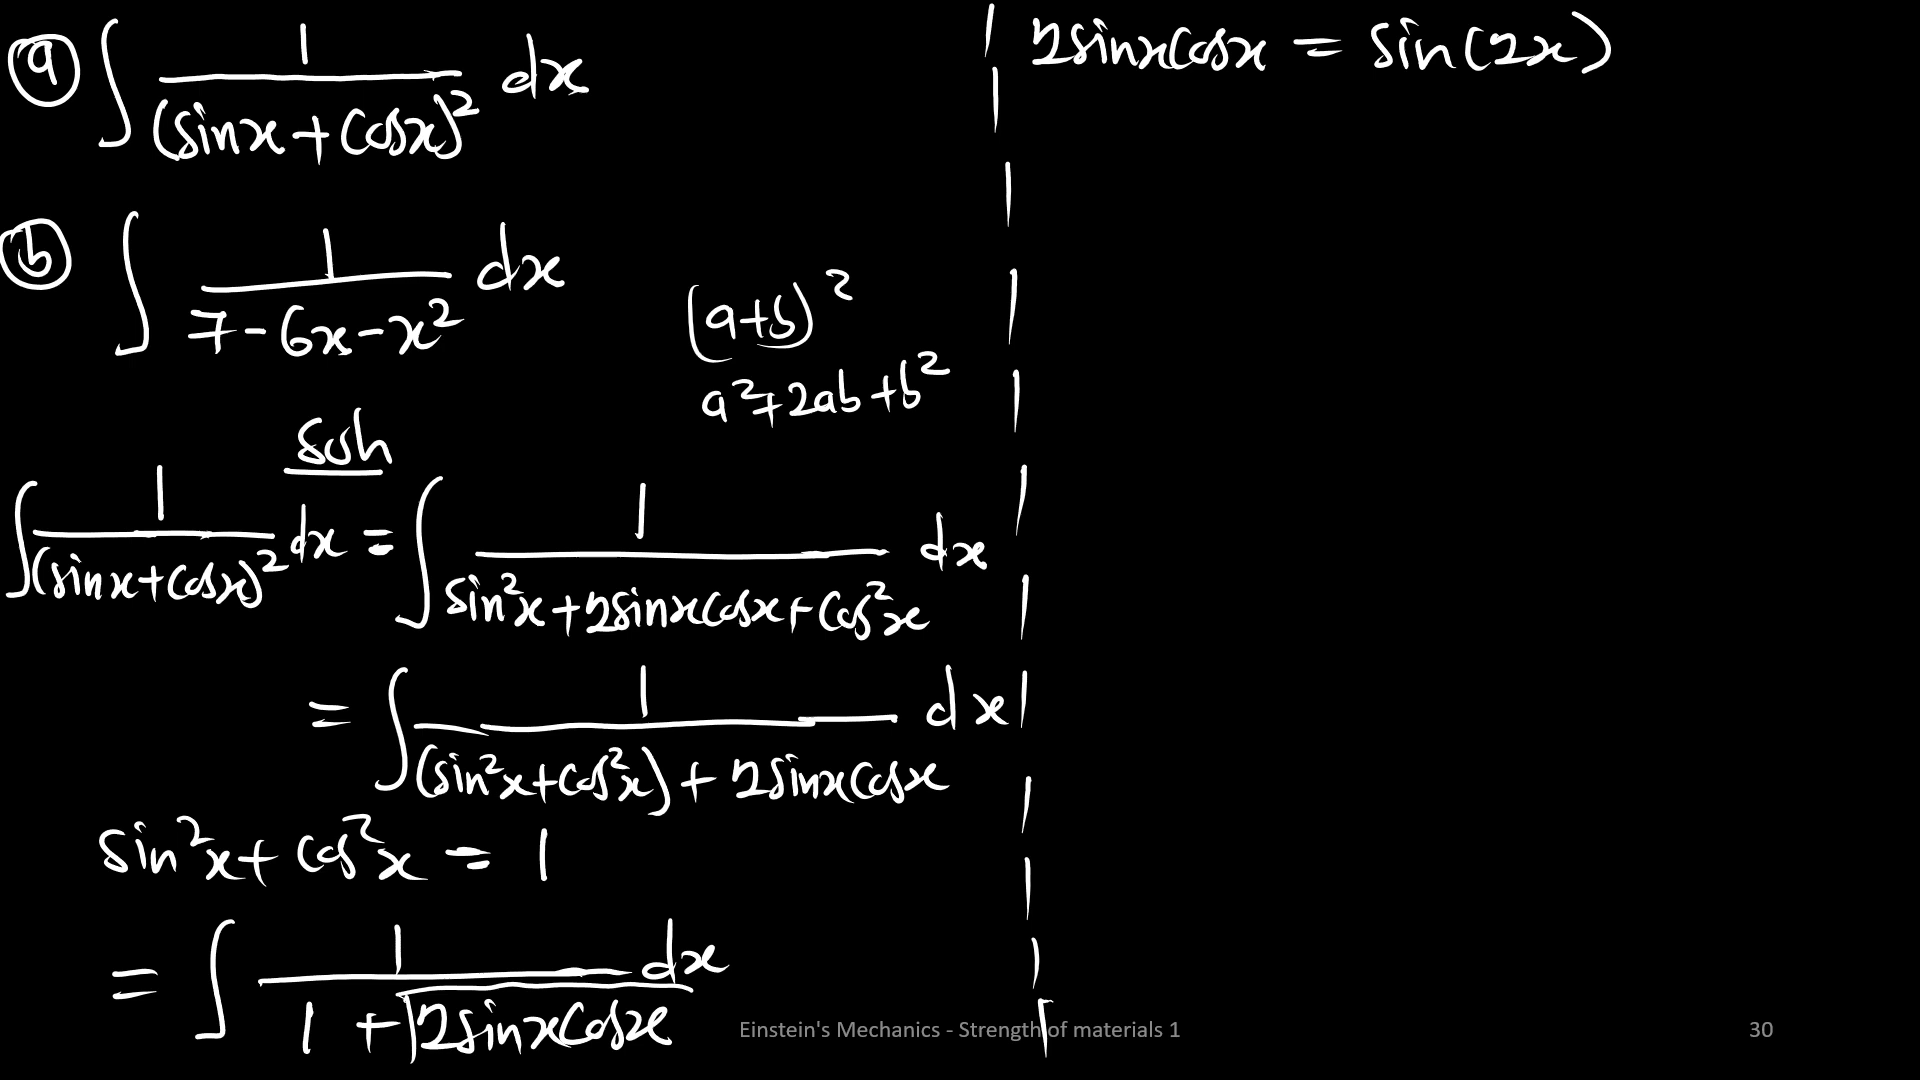 (a) ∫ 1/(sinx+cosx)² dx
(b) ∫ 1/(7-6x-x²) dx
(a+b)²
a²+2ab+b²
soln
∫ 1/(sinx+cosx)² dx = ∫ 1/(sin²x+2sinxcosx+cos²x) dx
= ∫ 1/((sin²x+cos²x)+2sinxcosx) dx
sin²x+cos²x = 1
= ∫ 1/(1+2sinxcosx) dx
2sinxcosx = sin(2x)
Einstein's Mechanics - Strength of materials 1
30